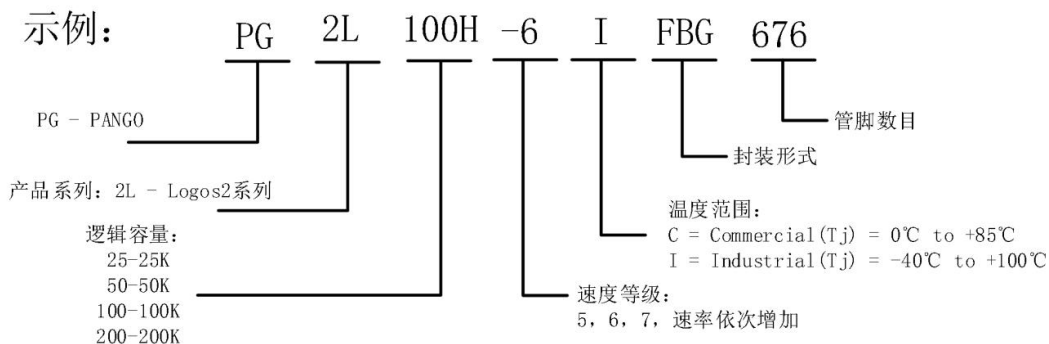 示例：
PG 2L 100H -6 I FBG 676
PG - PANGO
管脚数目
封装形式
产品系列：2L - Logos2系列
温度范围：
C = Commercial(Tj) = 0℃ to +85℃
I = Industrial(Tj) = -40℃ to +100℃
逻辑容量：
25-25K
50-50K
100-100K
200-200K
速度等级：
5，6，7，速率依次增加